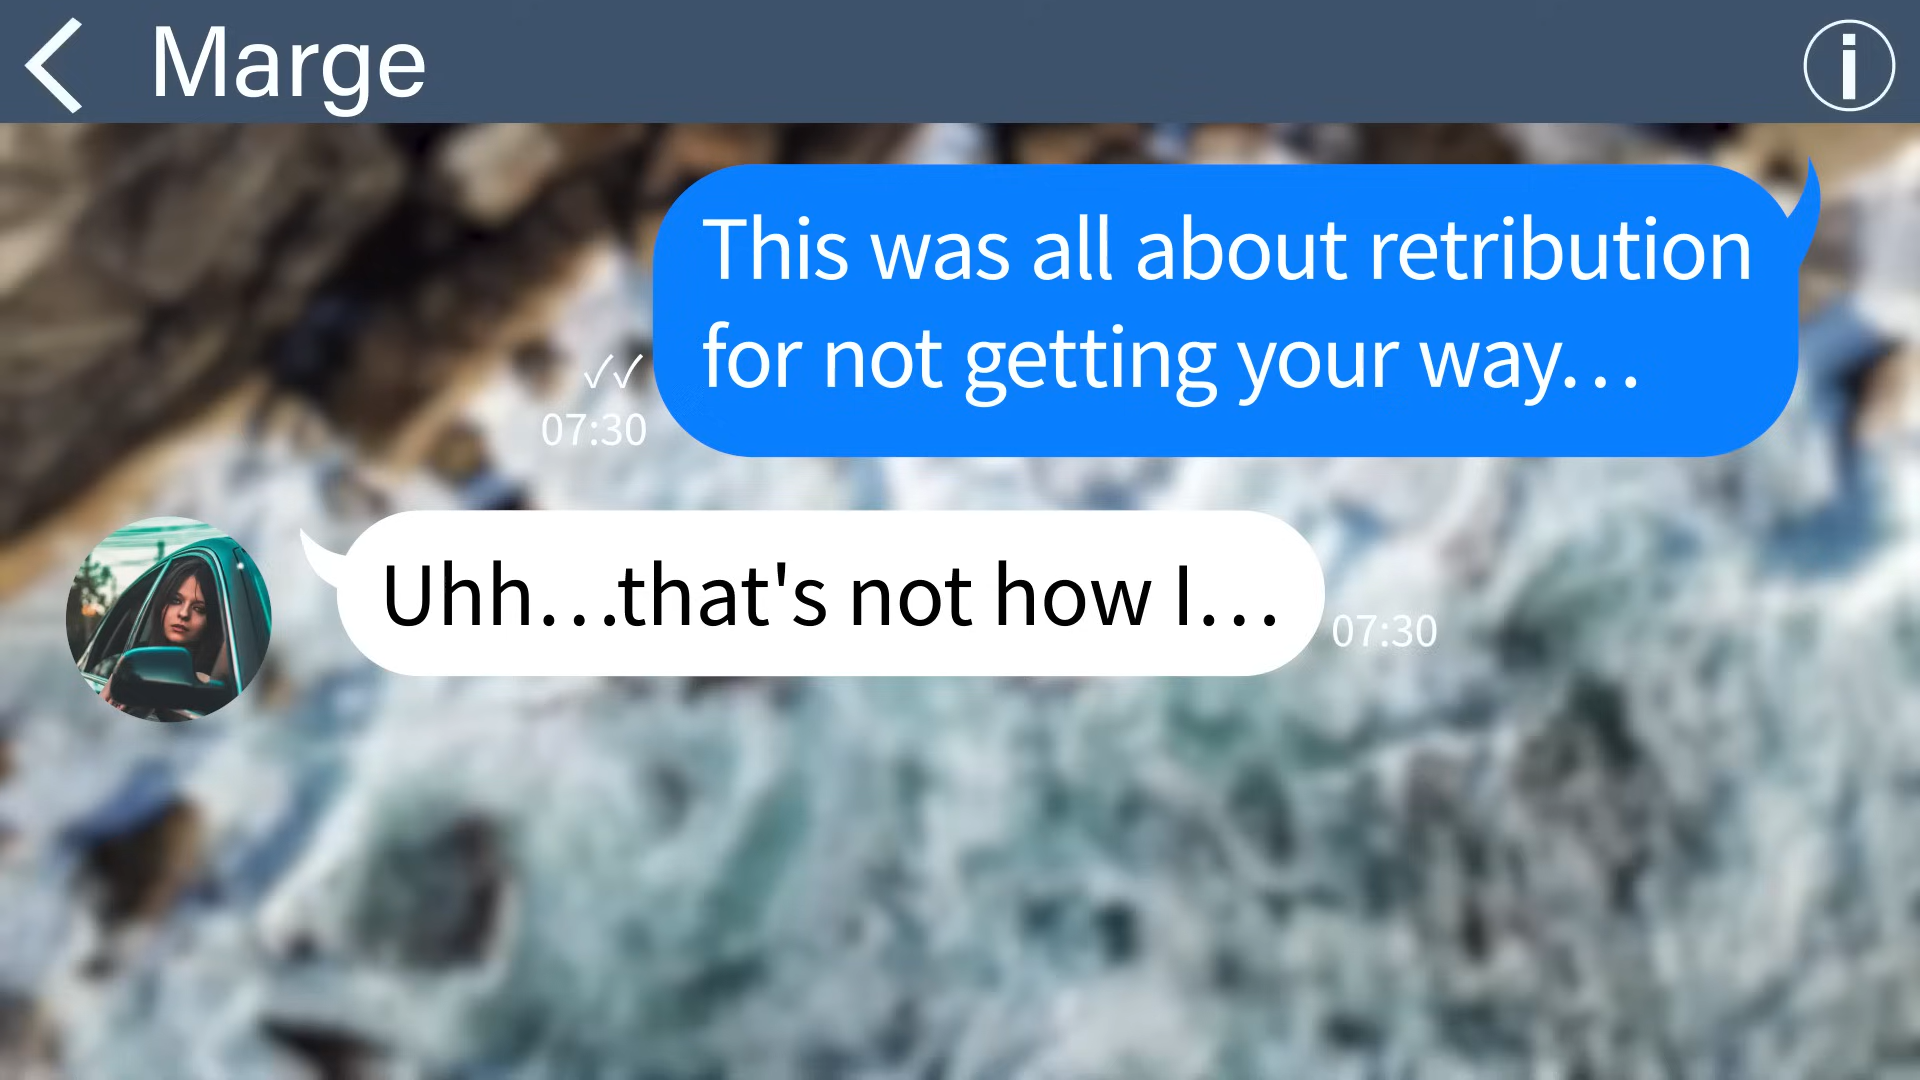 Marge
This was all about retribution
for not getting your way…
✓✓
07:30
Uhh…that's not how I…
07:30